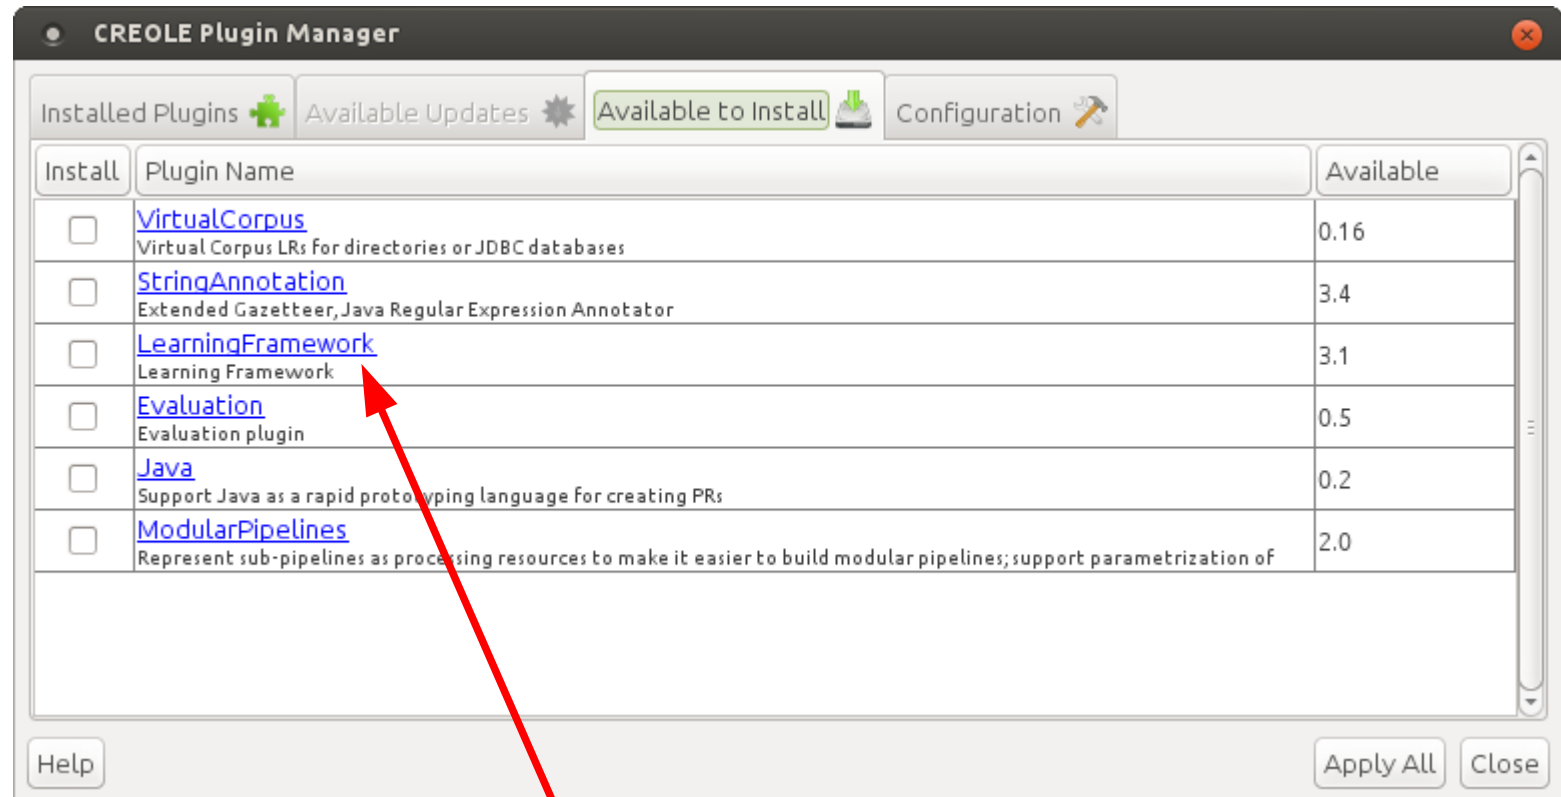 CREOLE Plugin Manager
Installed Plugins Available Updates Available to Install Configuration
Install Plugin Name Available
VirtualCorpus
Virtual Corpus LRs for directories or JDBC databases
0.16
StringAnnotation
Extended Gazetteer, Java Regular Expression Annotator
3.4
LearningFramework
Learning Framework
3.1
Evaluation
Evaluation plugin
0.5
Java
Support Java as a rapid prototyping language for creating PRs
0.2
ModularPipelines
Represent sub-pipelines as processing resources to make it easier to build modular pipelines; support parametrization of
2.0
Help Apply All Close